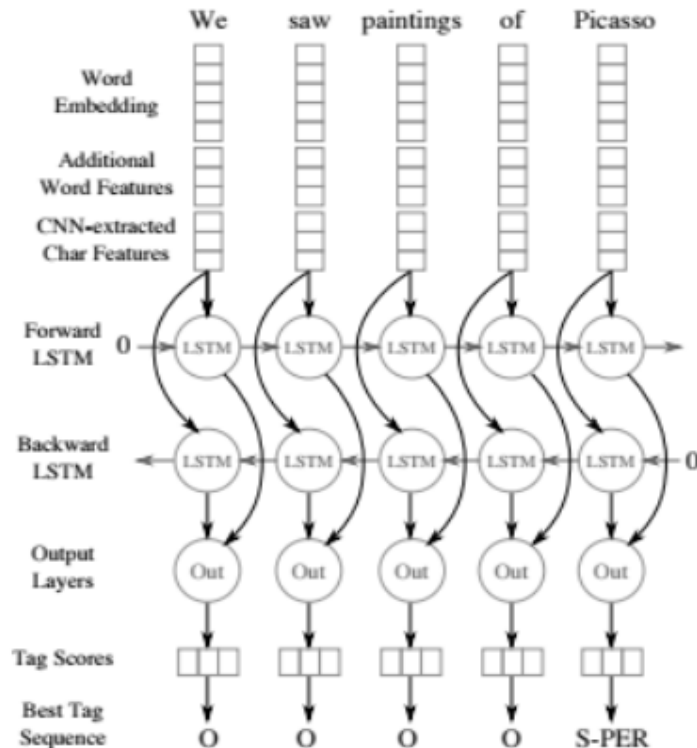 We saw paintings of Picasso
Word
Embedding
Additional
Word Features
CNN-extracted
Char Features
Forward
LSTM
0 LSTM LSTM LSTM LSTM LSTM
Backward
LSTM
LSTM LSTM LSTM LSTM LSTM 0
Output
Layers
Out Out Out Out Out
Tag Scores
Best Tag
Sequence
O O O O S-PER